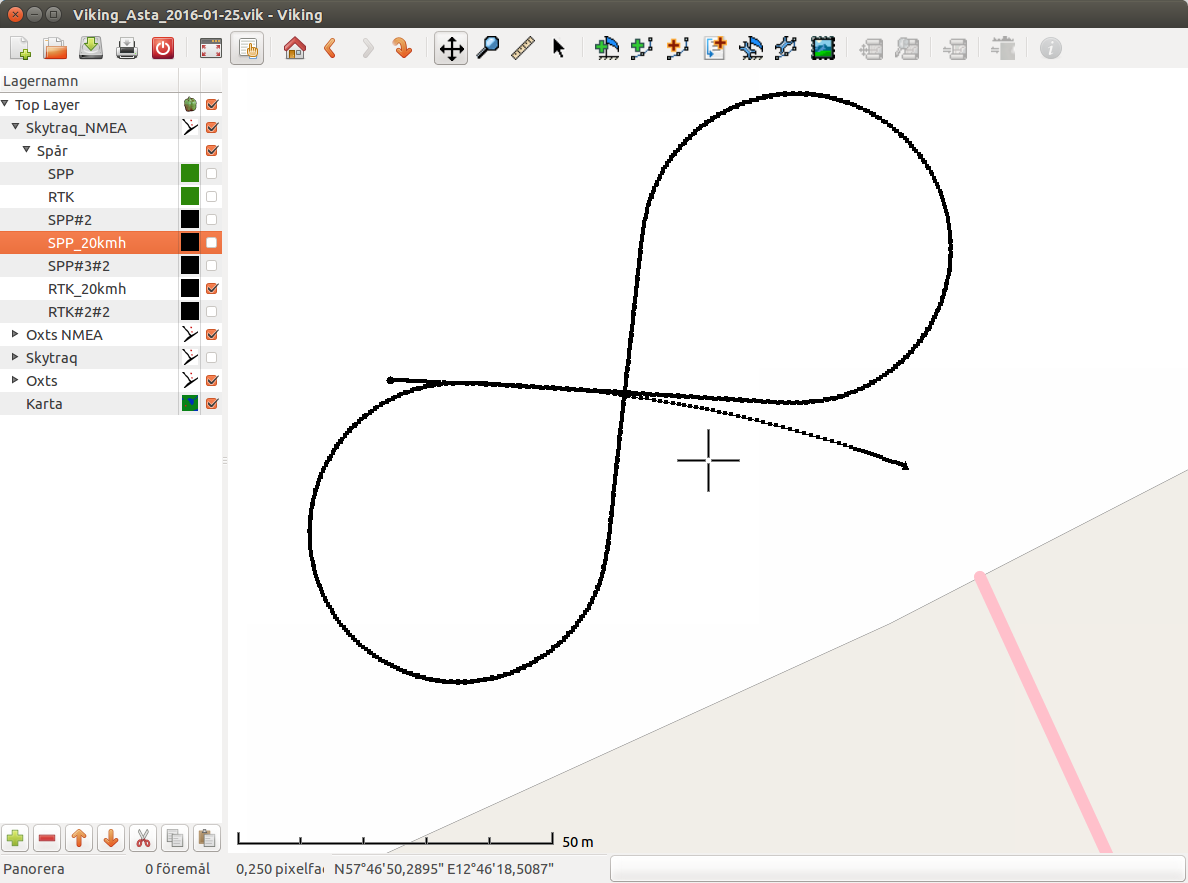 Viking_Asta_2016-01-25.vik - Viking
Lagernamn
Top Layer
Skytraq_NMEA
Spår
SPP
RTK
SPP#2
SPP_20kmh
SPP#3#2
RTK_20kmh
RTK#2#2
Oxts NMEA
Skytraq
Oxts
Karta
50 m
Panorera 0 föremål 0,250 pixelfa N57°46'50,2895" E12°46'18,5087"